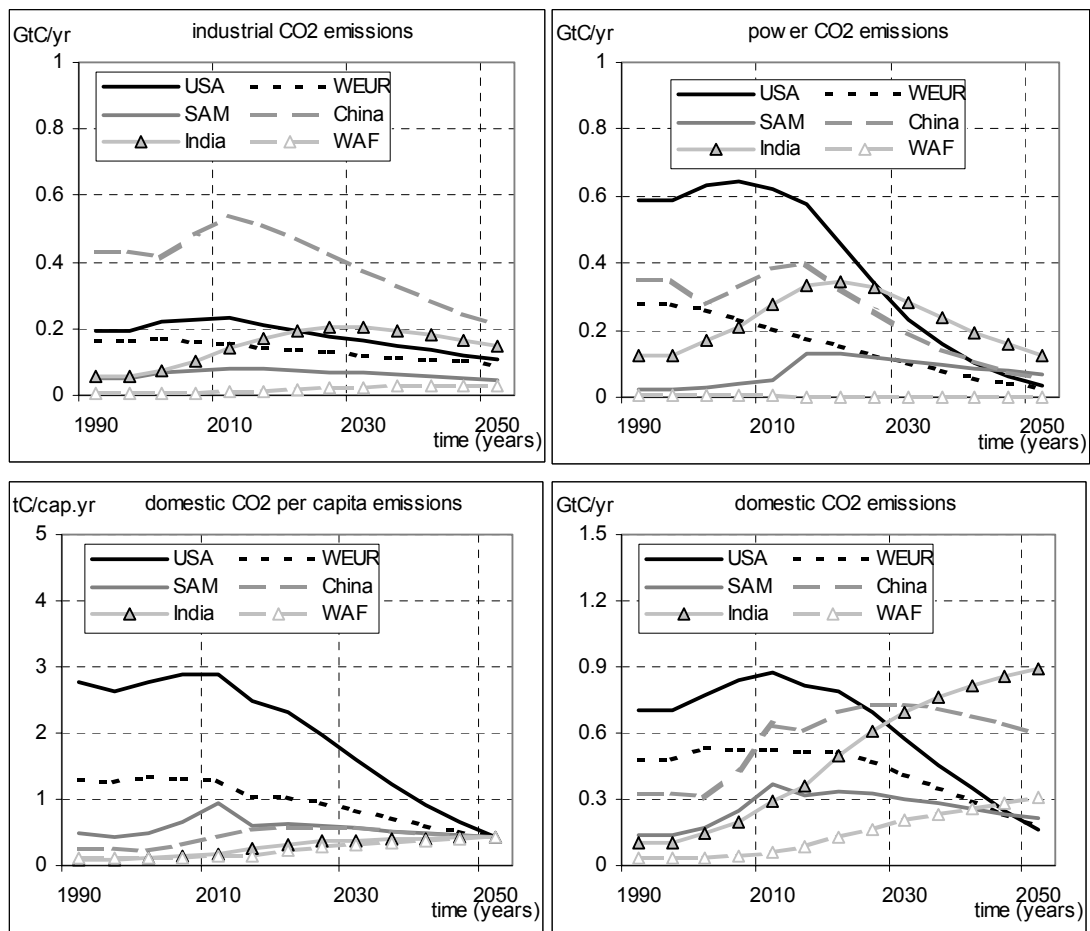 GtC/yr industrial CO2 emissions
1
USA WEUR
SAM China
India WAF
0.8
0.6
0.4
0.2
0
1990 2010 2030 2050
time (years)
GtC/yr power CO2 emissions
1
USA WEUR
SAM China
India WAF
0.8
0.6
0.4
0.2
0
1990 2010 2030 2050
time (years)
tC/cap.yr domestic CO2 per capita emissions
5
USA WEUR
SAM China
India WAF
4
3
2
1
0
1990 2010 2030 2050
time (years)
GtC/yr domestic CO2 emissions
1.5
USA WEUR
SAM China
India WAF
1.2
0.9
0.6
0.3
0
1990 2010 2030 2050
time (years)